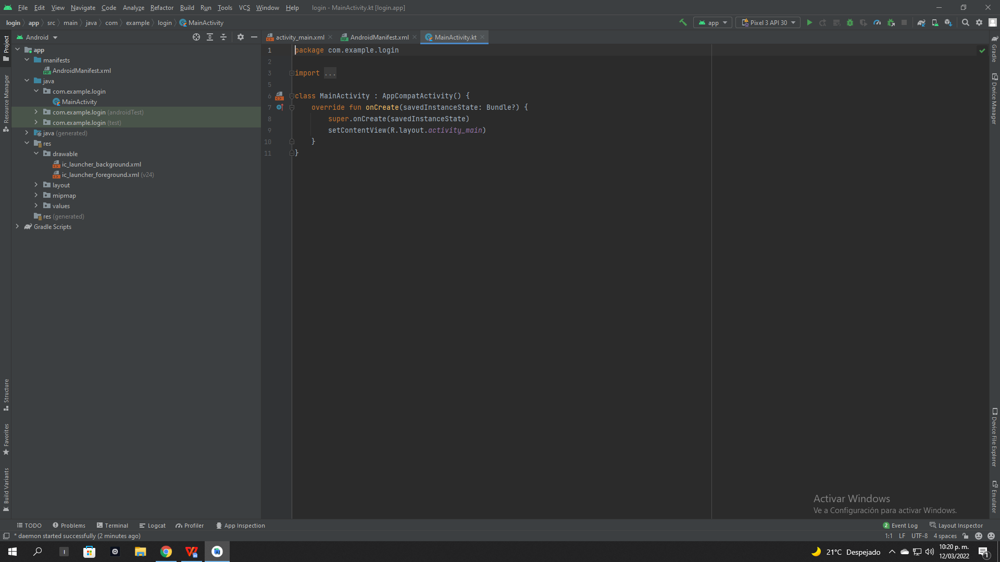 File Edit View Navigate Code Analyze Refactor Build Run Tools VCS Window Help login - MainActivity.kt [login.app]
login app src main java com example login MainActivity
app Pixel 3 API 30
Project
Android
activity_main.xml AndroidManifest.xml MainActivity.kt
app
manifests
AndroidManifest.xml
java
com.example.login
MainActivity
com.example.login (androidTest)
com.example.login (test)
java (generated)
res
drawable
ic_launcher_background.xml
ic_launcher_foreground.xml (v24)
layout
mipmap
values
res (generated)
Gradle Scripts
Resource Manager
Structure
Favorites
Build Variants
1 package com.example.login
2
3 import ...
5
6 class MainActivity : AppCompatActivity() {
7 override fun onCreate(savedInstanceState: Bundle?) {
8 super.onCreate(savedInstanceState)
9 setContentView(R.layout.activity_main)
10 }
11 }
Gradle
Device Manager
Device File Explorer
Emulator
Activar Windows
Ve a Configuración para activar Windows.
TODO Problems Terminal Logcat Profiler App Inspection
2 Event Log Layout Inspector
* daemon started successfully (2 minutes ago)
1:1 LF UTF-8 4 spaces
21°C Despejado
10:20 p. m.
12/03/2022
1